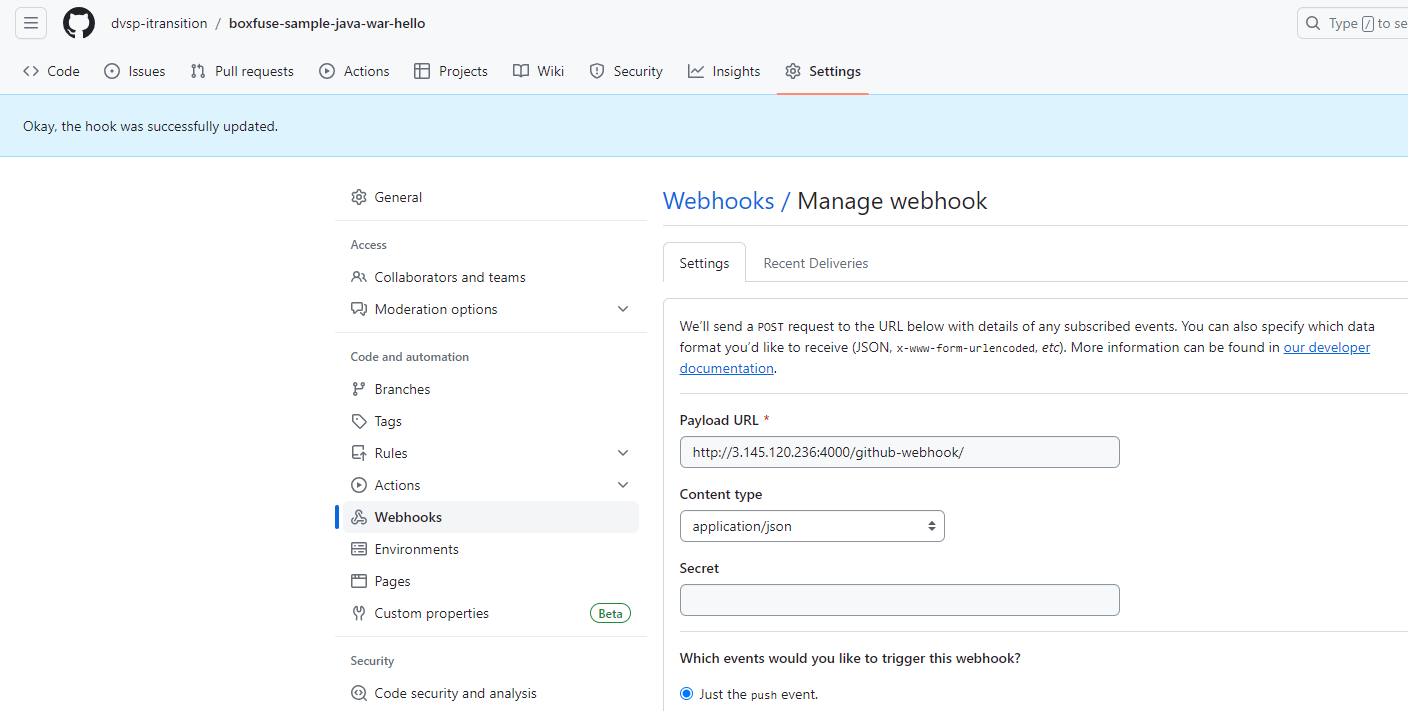 dvsp-itransition / boxfuse-sample-java-war-hello
Type / to se
Code Issues Pull requests Actions Projects Wiki Security Insights Settings
Okay, the hook was successfully updated.
General
Access
Collaborators and teams
Moderation options
Code and automation
Branches
Tags
Rules
Actions
Webhooks
Environments
Pages
Custom properties Beta
Security
Code security and analysis
Webhooks / Manage webhook
Settings Recent Deliveries
We’ll send a POST request to the URL below with details of any subscribed events. You can also specify which data
format you’d like to receive (JSON, x-www-form-urlencoded, etc). More information can be found in our developer
documentation.
Payload URL *
http://3.145.120.236:4000/github-webhook/
Content type
application/json
Secret
Which events would you like to trigger this webhook?
Just the push event.